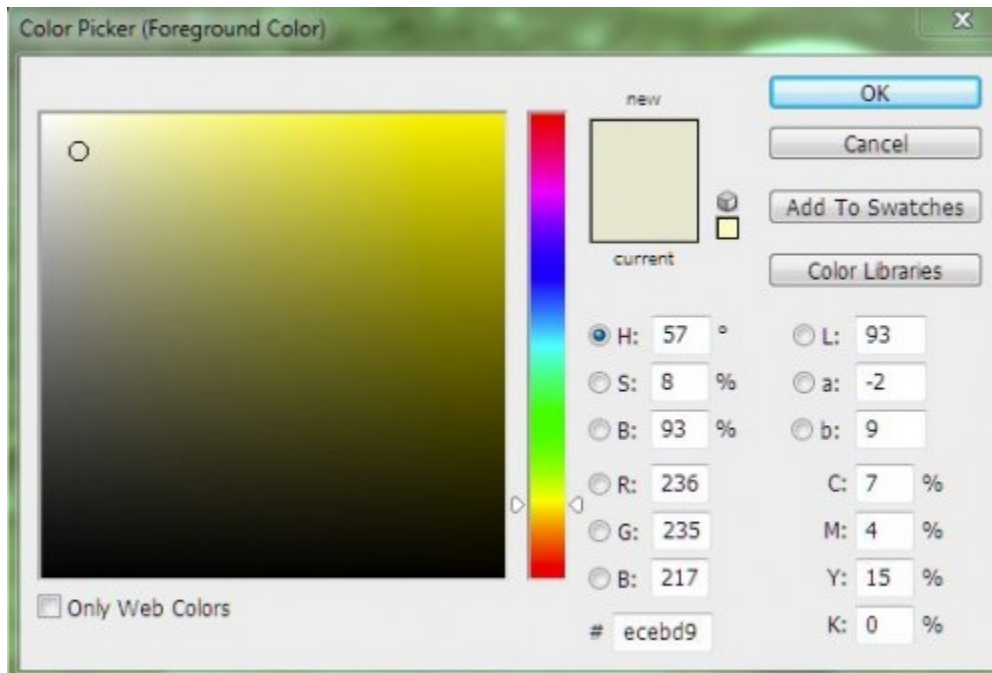 Color Picker (Foreground Color)
new
current
OK
Cancel
Add To Swatches
Color Libraries
H: 57 °
S: 8 %
B: 93 %
R: 236
G: 235
B: 217
# ecebd9
L: 93
a: -2
b: 9
C: 7 %
M: 4 %
Y: 15 %
K: 0 %
Only Web Colors